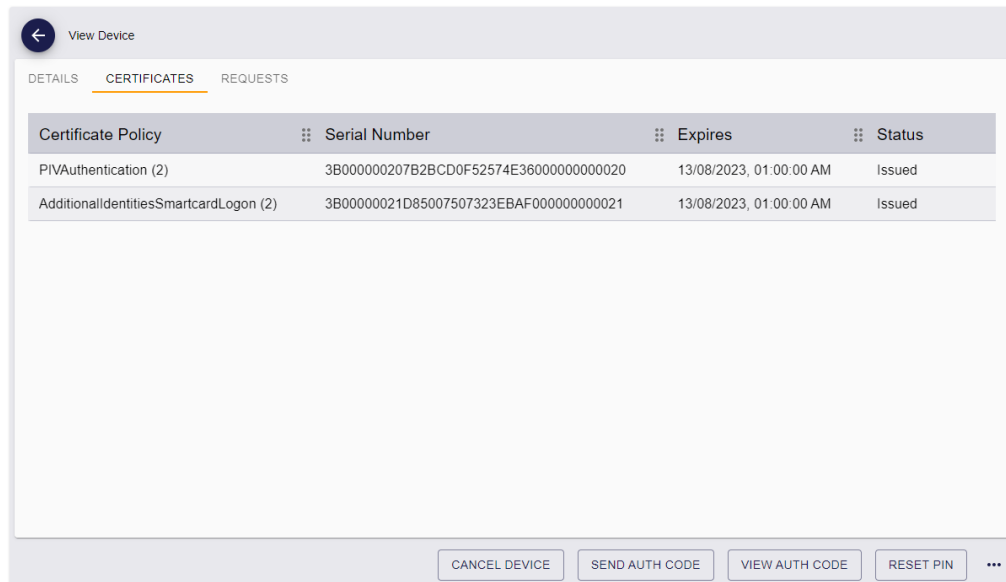 View Device
DETAILS CERTIFICATES REQUESTS
Certificate Policy Serial Number Expires Status
PIVAuthentication (2) 3B000000207B2BCD0F52574E36000000000020 13/08/2023, 01:00:00 AM Issued
AdditionalIdentitiesSmartcardLogon (2) 3B00000021D85007507323EBAF000000000021 13/08/2023, 01:00:00 AM Issued
CANCEL DEVICE SEND AUTH CODE VIEW AUTH CODE RESET PIN